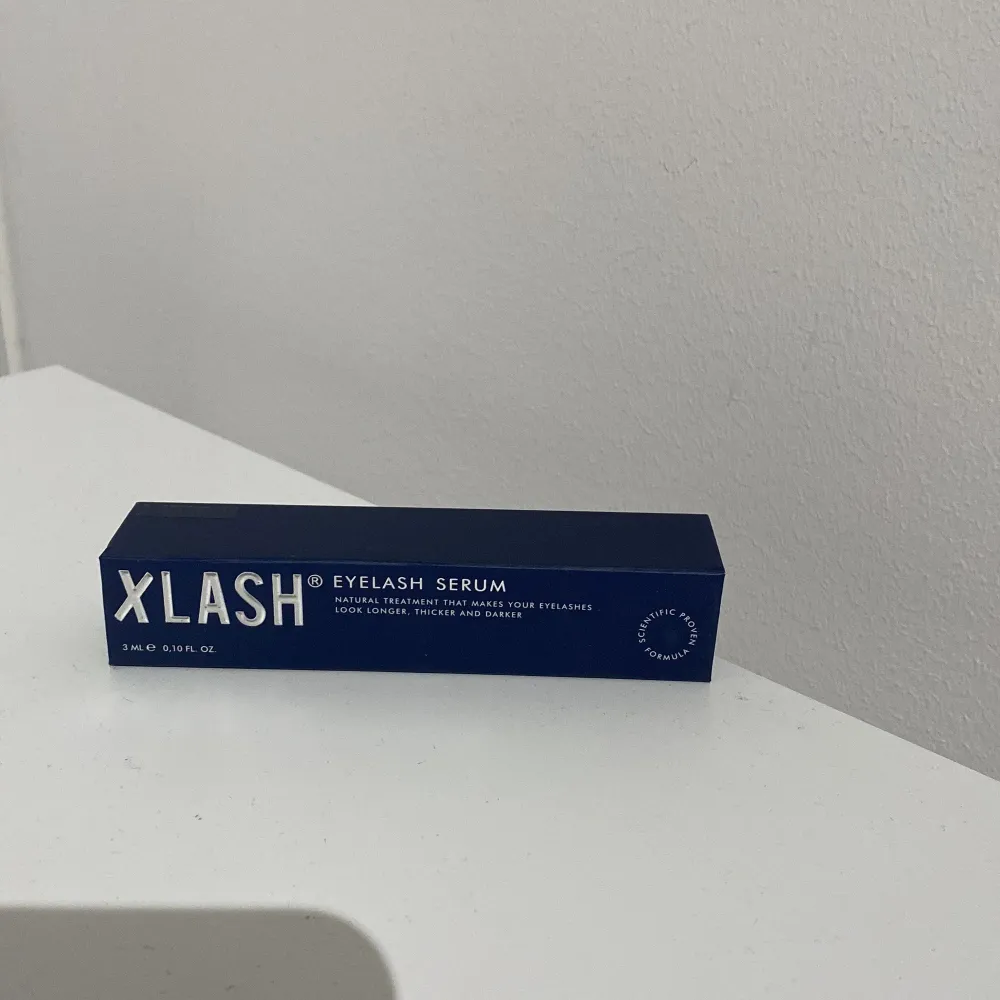 XLASH® EYELASH SERUM
NATURAL TREATMENT THAT MAKES YOUR EYELASHES
LOOK LONGER, THICKER AND DARKER
3 ML ℮ 0,10 FL. OZ.
SCIENTIFIC PROVEN
FORMULA